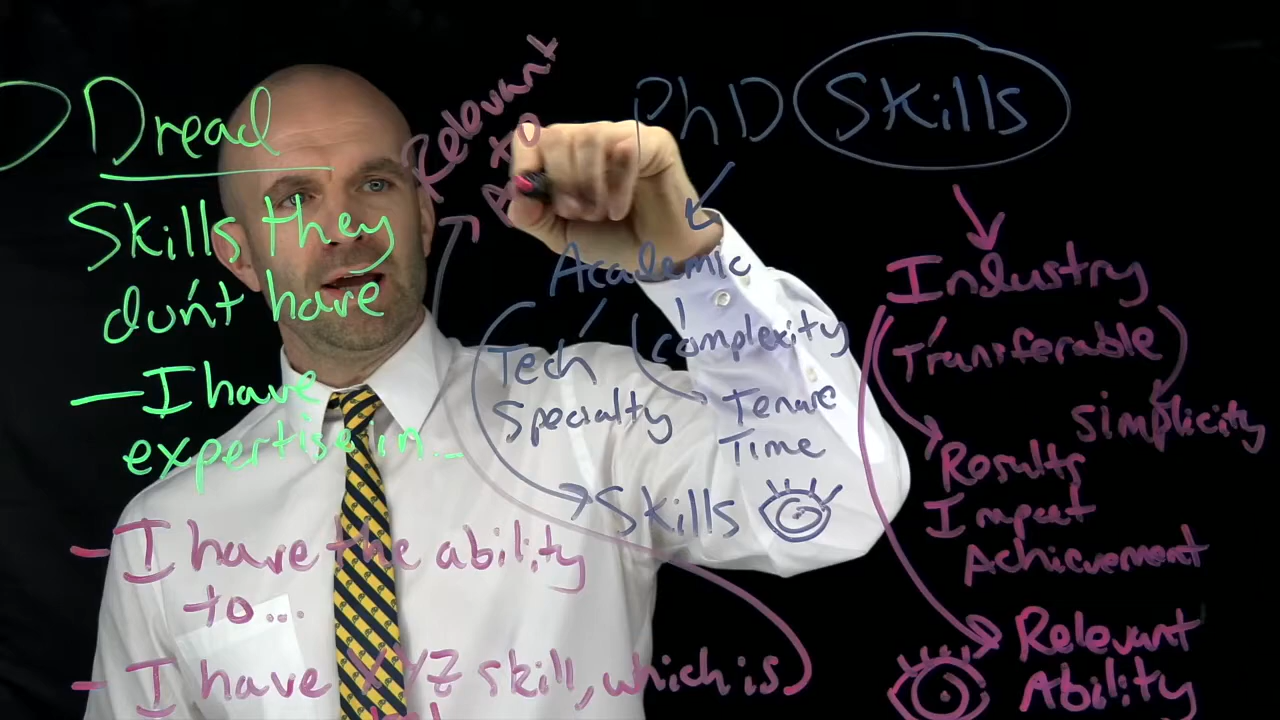 Dread
Skills they
don't have
— I have
expertise in...
- I have the ability
to...
- I have XYZ skill, which is
Relevant
to
PhD Skills
Academic
Tech
Specialty
Complexity
Tenure
Time
Skills
Industry
Transferable
Simplicity
Results
Impact
Achievement
Relevant
Ability